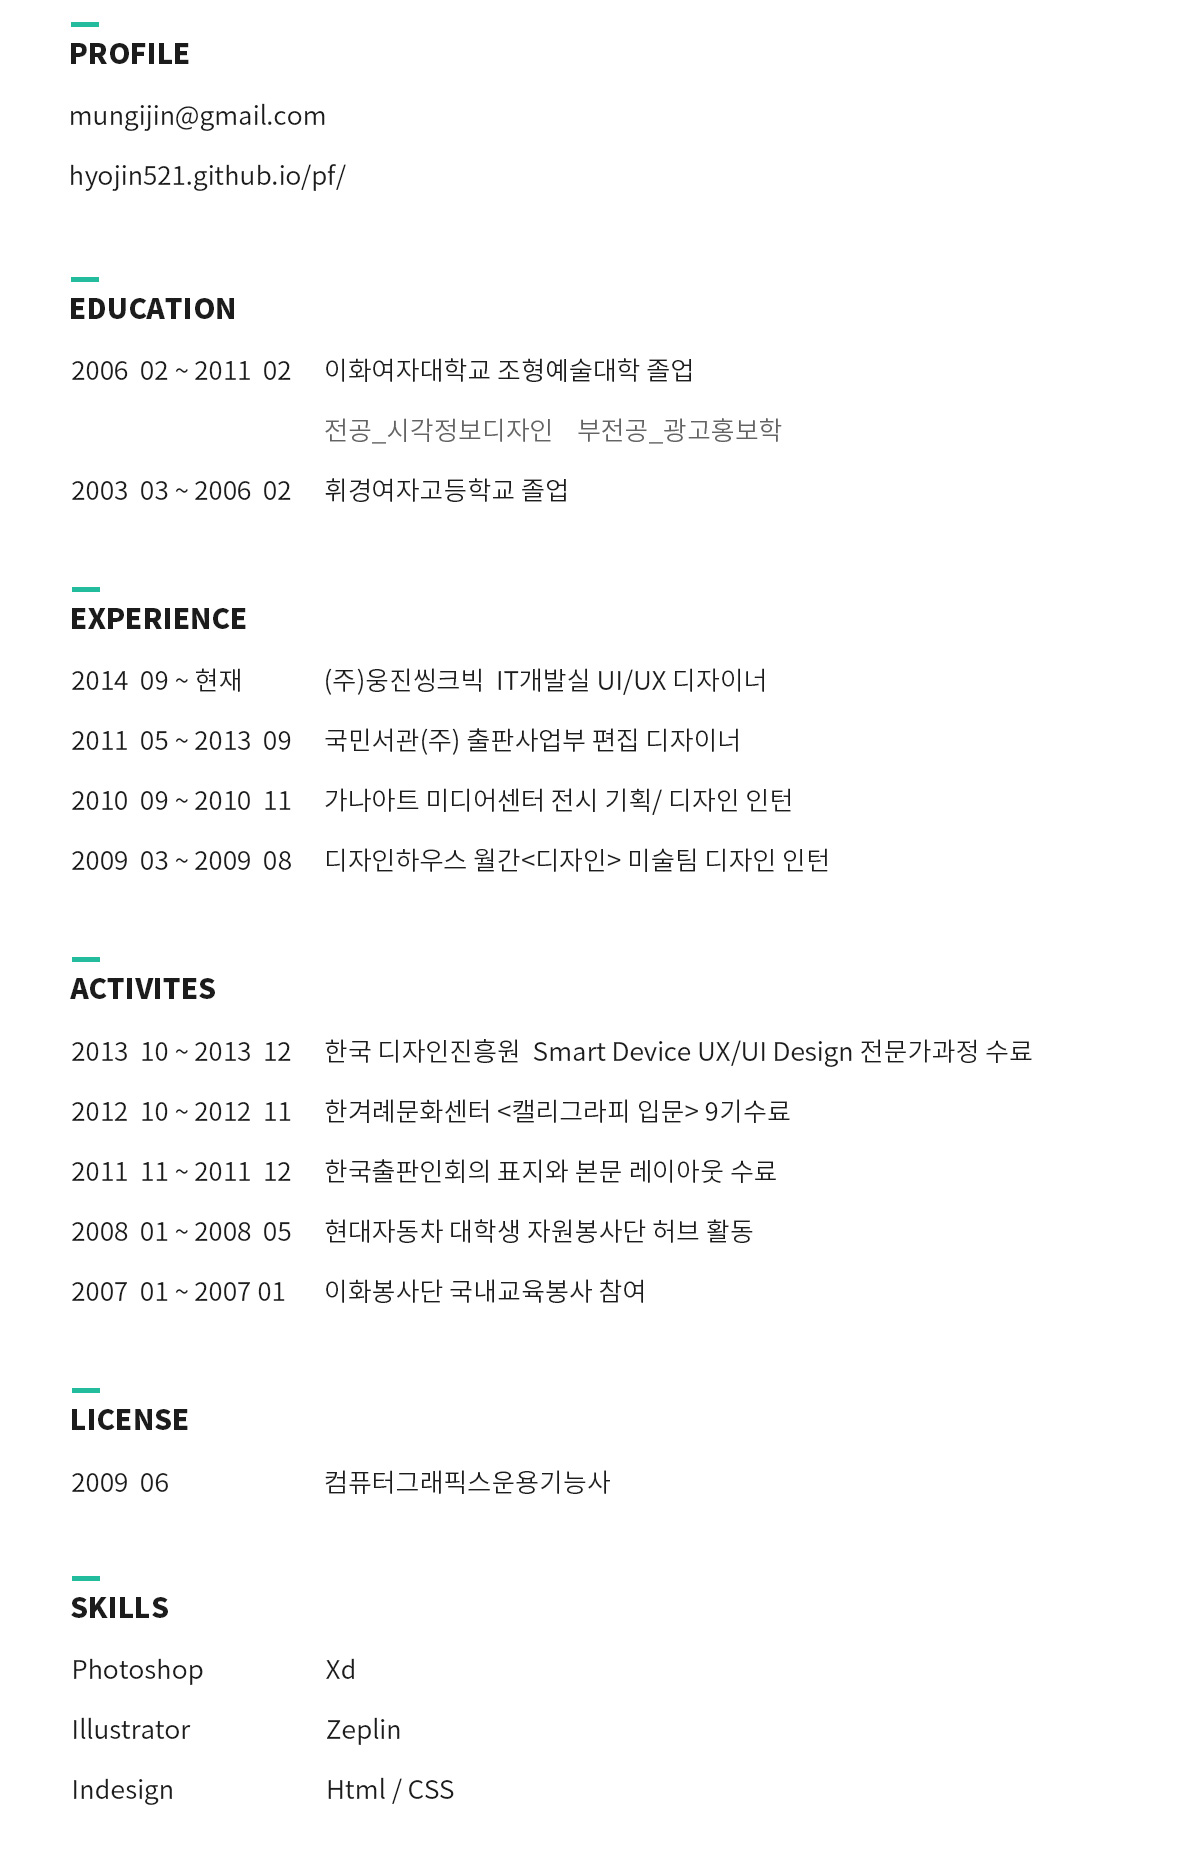 PROFILE
mungijin@gmail.com
hyojin521.github.io/pf/
EDUCATION
2006 02 ~ 2011 02 이화여자대학교 조형예술대학 졸업
전공_시각정보디자인 부전공_광고홍보학
2003 03 ~ 2006 02 휘경여자고등학교 졸업
EXPERIENCE
2014 09 ~ 현재 (주)웅진씽크빅 IT개발실 UI/UX 디자이너
2011 05 ~ 2013 09 국민서관(주) 출판사업부 편집 디자이너
2010 09 ~ 2010 11 가나아트 미디어센터 전시 기획/ 디자인 인턴
2009 03 ~ 2009 08 디자인하우스 월간<디자인> 미술팀 디자인 인턴
ACTIVITES
2013 10 ~ 2013 12 한국 디자인진흥원 Smart Device UX/UI Design 전문가과정 수료
2012 10 ~ 2012 11 한겨례문화센터 <캘리그라피 입문> 9기수료
2011 11 ~ 2011 12 한국출판인회의 표지와 본문 레이아웃 수료
2008 01 ~ 2008 05 현대자동차 대학생 자원봉사단 허브 활동
2007 01 ~ 2007 01 이화봉사단 국내교육봉사 참여
LICENSE
2009 06 컴퓨터그래픽스운용기능사
SKILLS
Photoshop Xd
Illustrator Zeplin
Indesign Html / CSS